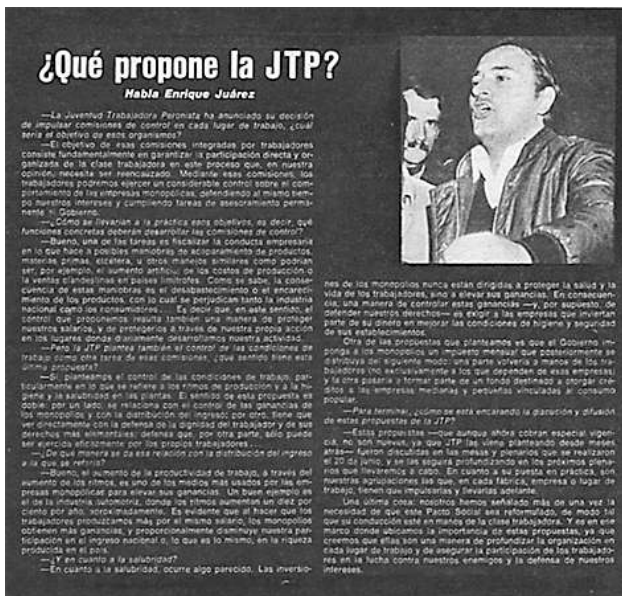 ¿Qué propone la JTP?
Habla Enrique Juárez
—La Juventud Trabajadora Peronista ha anunciado su decisión
de impulsar comisiones de control en cada lugar de trabajo, ¿cuál
sería el objetivo de esos organismos?
—El objetivo de esas comisiones integradas por trabajadores
consiste fundamentalmente en garantizar la participación directa y or-
ganizada de la clase trabajadora en este proceso que, en nuestra
opinión, necesita ser reencauzado. Mediante esas comisiones, los
trabajadores podremos ejercer un considerable control sobre el com-
portamiento de las empresas monopólicas, defendiendo al mismo tiem-
po nuestros intereses y cumpliendo tareas de asesoramiento perma-
nente al Gobierno.
—¿Cómo se llevarían a la práctica esos objetivos, es decir, qué
funciones concretas deberán desarrollar las comisiones de control?
—Bueno, una de las tareas es fiscalizar la conducta empresaria
en lo que hace a posibles maniobras de acaparamiento de productos,
materias primas, etcétera, u otros manejos similares como podrían
ser, por ejemplo, el aumento artificial de los costos de producción o
la ventas clandestinas en países limítrofes. Como se sabe, la conse-
cuencia de estas maniobras es el desabastecimiento o el encareci-
miento de los productos, con lo cual se perjudican tanto la industria
nacional como los consumidores... Es decir que, en este sentido, el
control que proponemos resulta también una manera de proteger
nuestros salarios, y de protegerlos a través de nuestra propia acción
en los lugares donde diariamente desarrollamos nuestra actividad.
—Pero la JTP plantea también el control de las condiciones de
trabajo como otra tarea de esas comisiones, ¿qué sentido tiene esta
última propuesta?
—Sí, planteamos el control de las condiciones de trabajo, par-
ticularmente en lo que se refiere a los ritmos de producción y a la hi-
giene y la salubridad en las plantas. El sentido de esta propuesta es
doble: por un lado, se relaciona con el control de las ganancias de
los monopolios y con la distribución del ingreso; por otro, tiene que
ver directamente con la defensa de la dignidad del trabajador y de sus
derechos más elementales; defensa que, por otra parte, sólo puede
ser ejercida eficazmente por los propios trabajadores...
—¿De qué manera se da esa relación con la distribución del ingreso
a la que se refería?
—Bueno, el aumento de la productividad de trabajo, a través del
aumento de los ritmos, es uno de los medios más usados por las em-
presas monopólicas para elevar sus ganancias. Un buen ejemplo es
el de la industria automotriz, donde los ritmos aumentan un diez por
ciento por año, aproximadamente. Es evidente que al hacer que los
trabajadores produzcamos más por el mismo salario, los monopolios
obtienen más ganancias, y proporcionalmente disminuye nuestra par-
ticipación en el ingreso nacional o, lo que es lo mismo, en la riqueza
producida en el país.
—¿Y en cuanto a la salubridad?
—En cuanto a la salubridad, ocurre algo parecido. Las inversio-
nes de los monopolios nunca están dirigidas a proteger la salud y la
vida de los trabajadores, sino a elevar sus ganancias. En consecuen-
cia, una manera de controlar estas ganancias —y, por supuesto, de
defender nuestros derechos— es exigir a las empresas que inviertan
parte de su dinero en mejorar las condiciones de higiene y seguridad
de sus establecimientos.
Otra de las propuestas que planteamos es que el Gobierno im-
ponga a los monopolios un impuesto mensual que posteriormente se
distribuya del siguiente modo: una parte volvería a manos de los tra-
bajadores (no exclusivamente a los que dependen de esas empresas)
y la otra pasaría a formar parte de un fondo destinado a otorgar cré-
ditos a las empresas medianas y pequeñas vinculadas al consumo
popular.
—Para terminar, ¿cómo se está encarando la discusión y difusión
de estas propuestas de la JTP?
—Estas propuestas —que aunque ahora cobran especial vigen-
cia, no son nuevas, ya que JTP las viene planteando desde meses
atrás— fueron discutidas en las mesas y plenarios que se realizaron
el 20 de junio, y se las seguirá profundizando en los próximos plena-
rios que llevaremos a cabo. En cuanto a su puesta en práctica, son
nuestras agrupaciones las que, en cada fábrica, empresa o lugar de
trabajo, tienen que impulsarlas y llevarlas adelante.
Una última cosa: nosotros hemos señalado más de una vez la
necesidad de que este Pacto Social sea reformulado, de modo tal
que su conducción esté en manos de la clase trabajadora. Y es en ese
marco donde ubicamos la importancia de estas propuestas, ya que
creemos que ellas son una manera de profundizar la organización en
cada lugar de trabajo y de asegurar la participación de los trabajado-
res en la lucha contra nuestros enemigos y la defensa de nuestros
intereses.